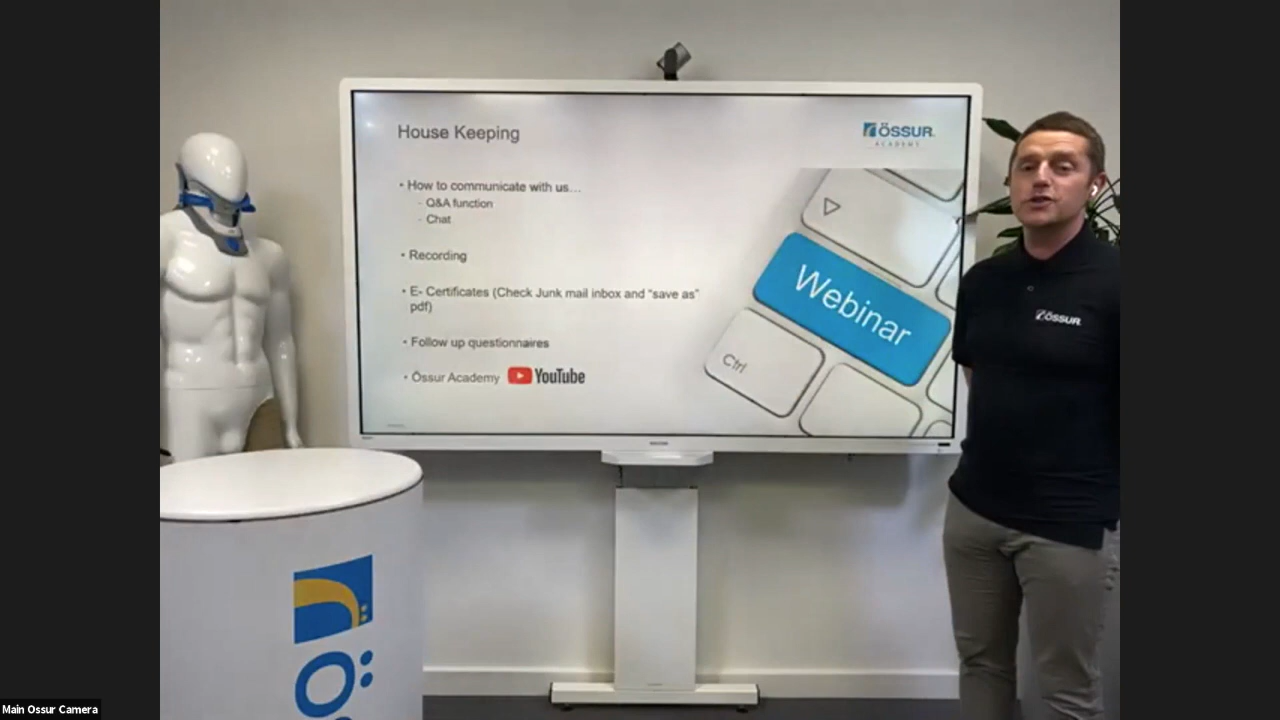 House Keeping
ÖSSUR
ACADEMY
• How to communicate with us…
- Q&A function
- Chat
• Recording
• E- Certificates (Check Junk mail inbox and “save as”
pdf)
• Follow up questionnaires
• Össur Academy YouTube
Webinar
Ctrl
ÖSSUR
Main Ossur Camera